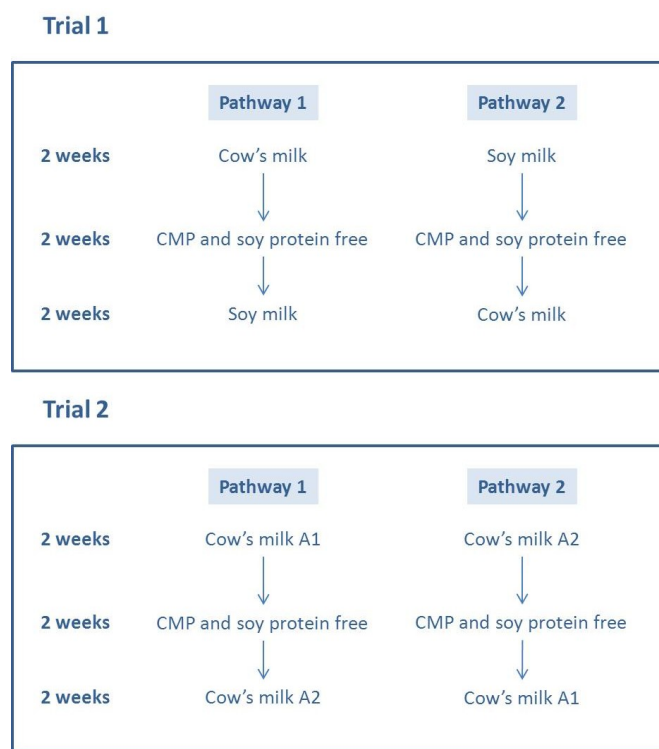 Trial 1
Pathway 1 Pathway 2
2 weeks Cow's milk Soy milk
2 weeks CMP and soy protein free CMP and soy protein free
2 weeks Soy milk Cow's milk
Trial 2
Pathway 1 Pathway 2
2 weeks Cow's milk A1 Cow's milk A2
2 weeks CMP and soy protein free CMP and soy protein free
2 weeks Cow's milk A2 Cow's milk A1